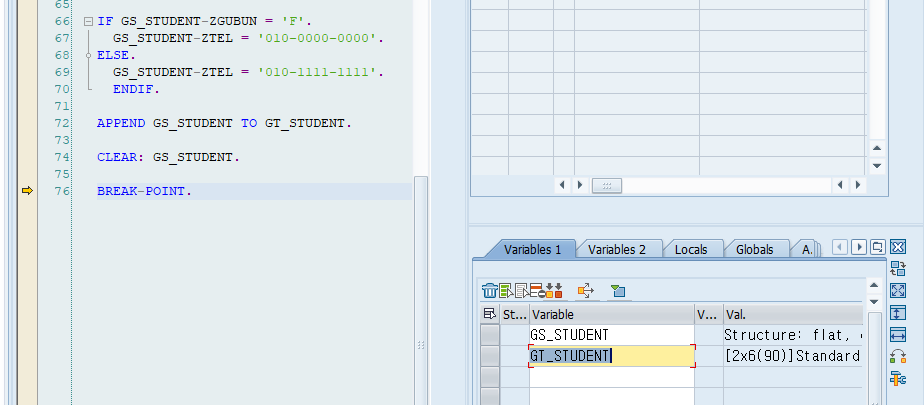 65
66 IF GS_STUDENT-ZGUBUN = 'F'.
67 GS_STUDENT-ZTEL = '010-0000-0000'.
68 ELSE.
69 GS_STUDENT-ZTEL = '010-1111-1111'.
70 ENDIF.
71
72 APPEND GS_STUDENT TO GT_STUDENT.
73
74 CLEAR: GS_STUDENT.
75
76 BREAK-POINT.
Variables 1 Variables 2 Locals Globals A.
St... Variable V... Val.
GS_STUDENT Structure: flat,
GT_STUDENT [2x6(90)]Standard